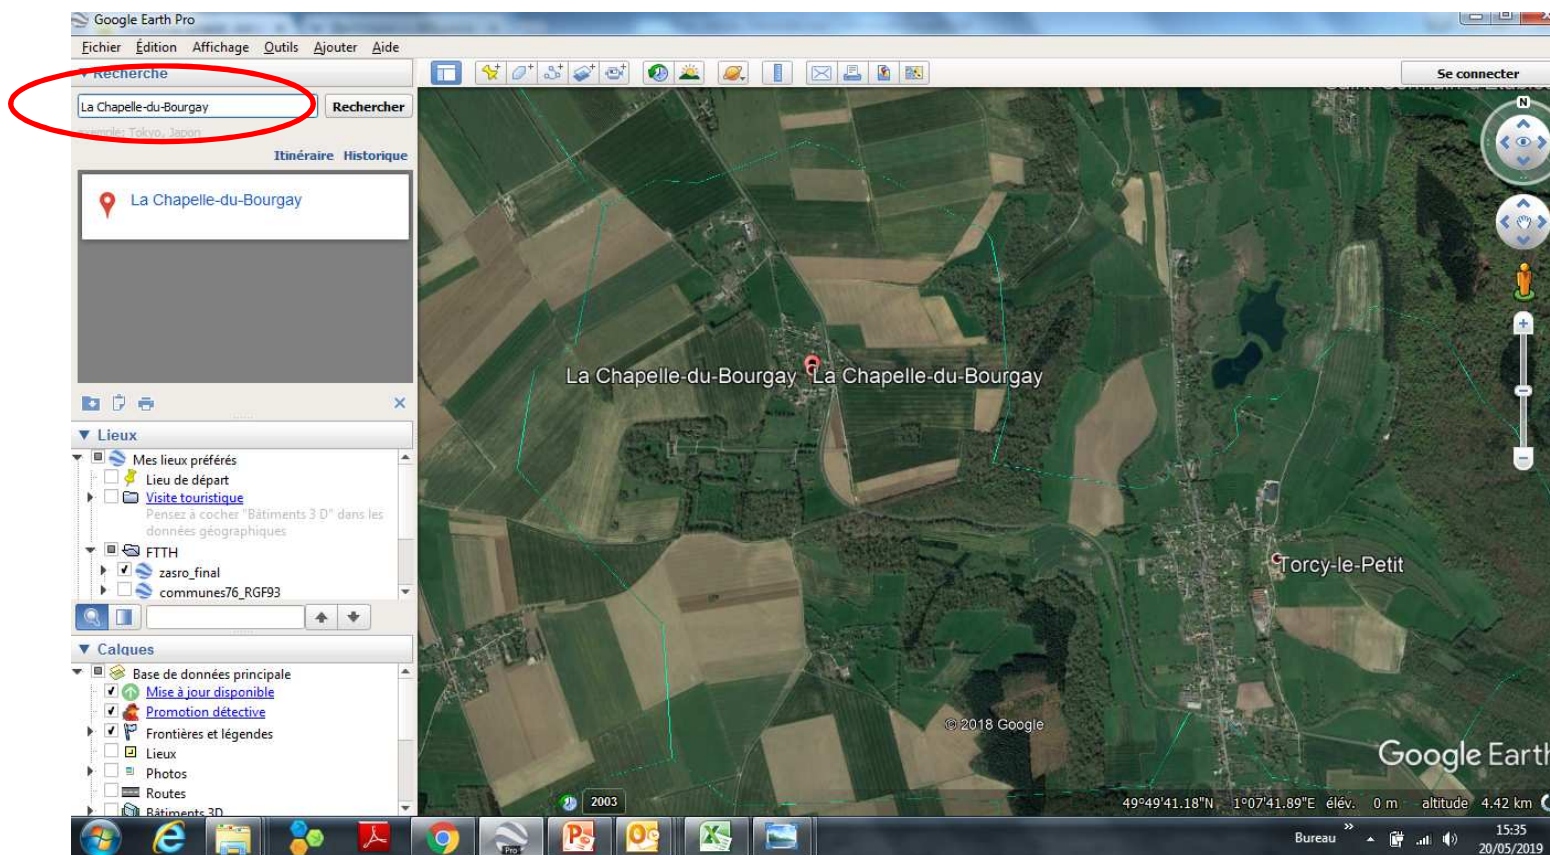 Google Earth Pro
Fichier Édition Affichage Outils Ajouter Aide
▼ Recherche
La Chapelle-du-Bourgay
Rechercher
exemple: Tokyo, Japon
Itinéraire Historique
La Chapelle-du-Bourgay
▼ Lieux
Mes lieux préférés
Lieu de départ
Visite touristique
Pensez à cocher "Bâtiments 3 D" dans les
données géographiques
FTTH
zasro_final
communes76_RGF93
▼ Calques
Base de données principale
Mise à jour disponible
Promotion détective
Frontières et légendes
Lieux
Photos
Routes
Bâtiments 3D
Se connecter
N
La Chapelle-du-Bourgay La Chapelle-du-Bourgay
Torcy-le-Petit
© 2018 Google
Google Earth
2003
49°49'41.18"N 1°07'41.89"E élév. 0 m altitude 4.42 km
Pro
Bureau
15:35
20/05/2019